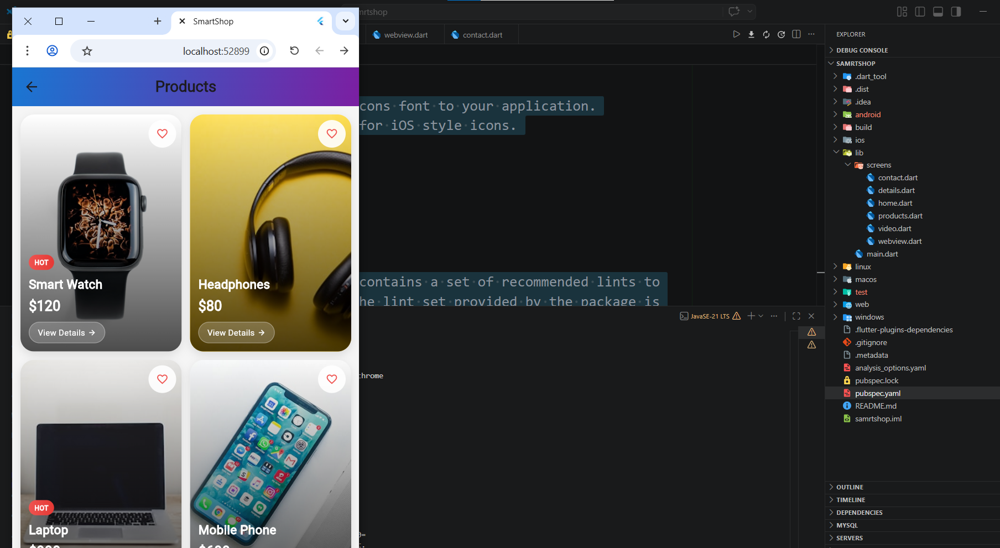 SmartShop
localhost:52899
Products
Smart Watch
HOT
$120
View Details →
Headphones
$80
View Details →
HOT
Laptop
Mobile Phone
mrtshop
webview.dart
contact.dart
cons font to your application.
for iOS style icons.
contains a set of recommended lints to
he lint set provided by the package is
JavaSE-21 LTS
chrome
EXPLORER
DEBUG CONSOLE
SAMRTSHOP
.dart_tool
.dist
.idea
android
build
ios
lib
screens
contact.dart
details.dart
home.dart
products.dart
video.dart
webview.dart
main.dart
linux
macos
test
web
windows
.flutter-plugins-dependencies
.gitignore
.metadata
analysis_options.yaml
pubspec.lock
pubspec.yaml
README.md
samrtshop.iml
OUTLINE
TIMELINE
DEPENDENCIES
MYSQL
SERVERS